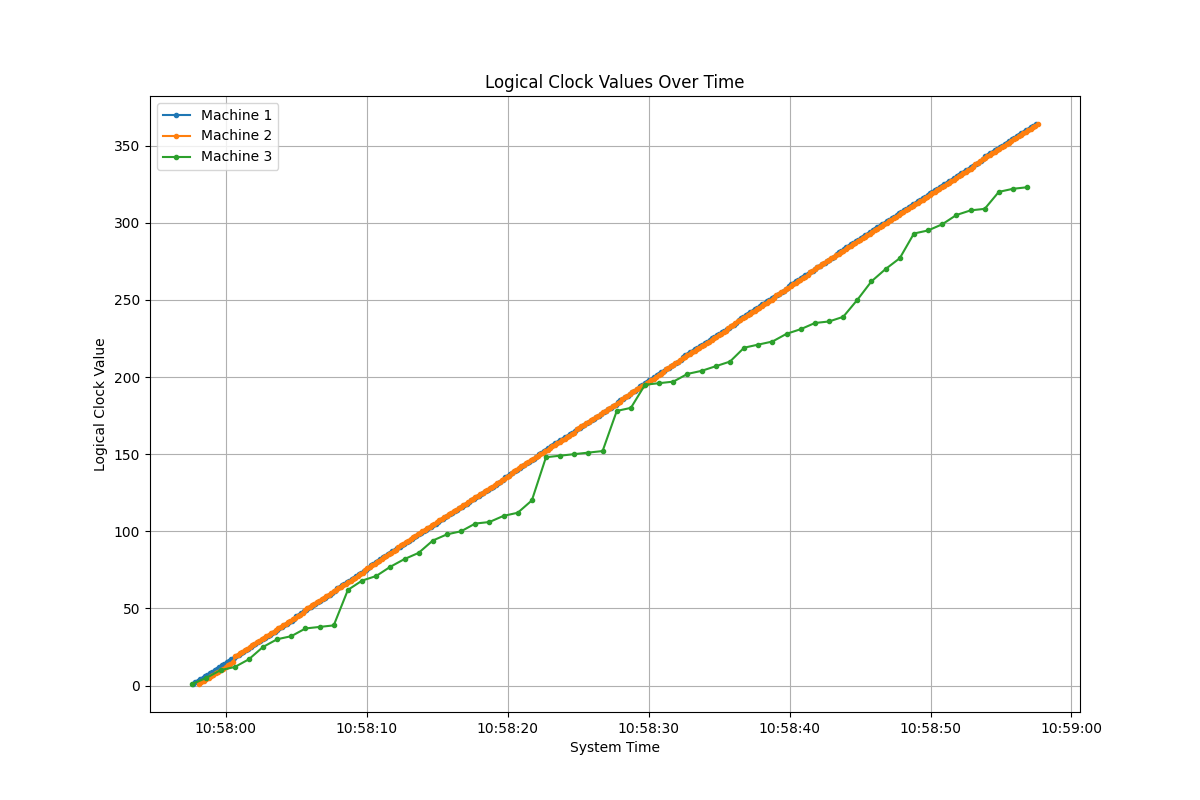 Logical Clock Values Over Time
Machine 1
Machine 2
Machine 3
Logical Clock Value
350
300
250
200
150
100
50
0
10:58:00 10:58:10 10:58:20 10:58:30 10:58:40 10:58:50 10:59:00
System Time